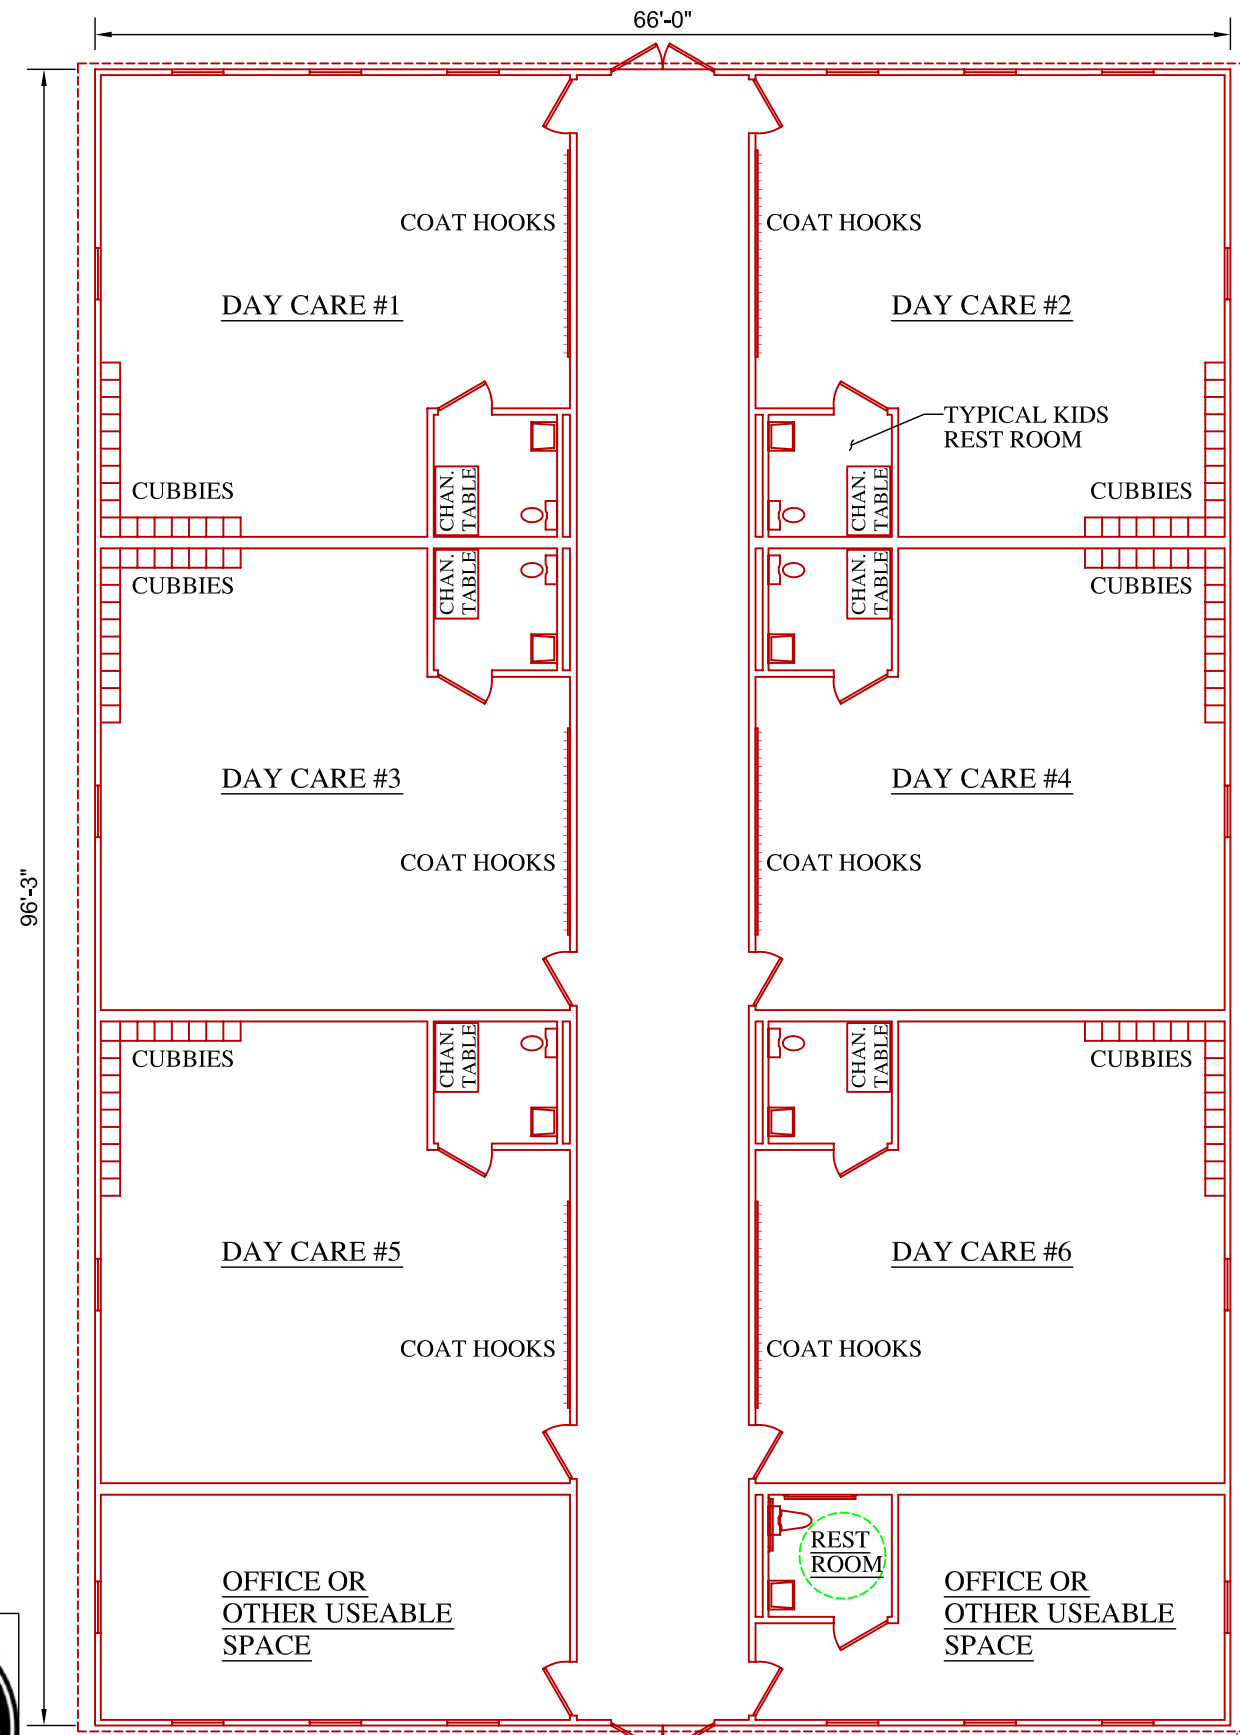 66'-0"
COAT HOOKS
COAT HOOKS
DAY CARE #1
DAY CARE #2
TYPICAL KIDS
REST ROOM
CHAN.
TABLE
CHAN.
TABLE
CUBBIES
CUBBIES
CUBBIES
CHAN.
TABLE
CHAN.
TABLE
CUBBIES
DAY CARE #3
DAY CARE #4
COAT HOOKS
COAT HOOKS
96'-3"
CUBBIES
CHAN.
TABLE
CHAN.
TABLE
CUBBIES
DAY CARE #5
DAY CARE #6
COAT HOOKS
COAT HOOKS
REST
ROOM
OFFICE OR
OTHER USEABLE
SPACE
OFFICE OR
OTHER USEABLE
SPACE